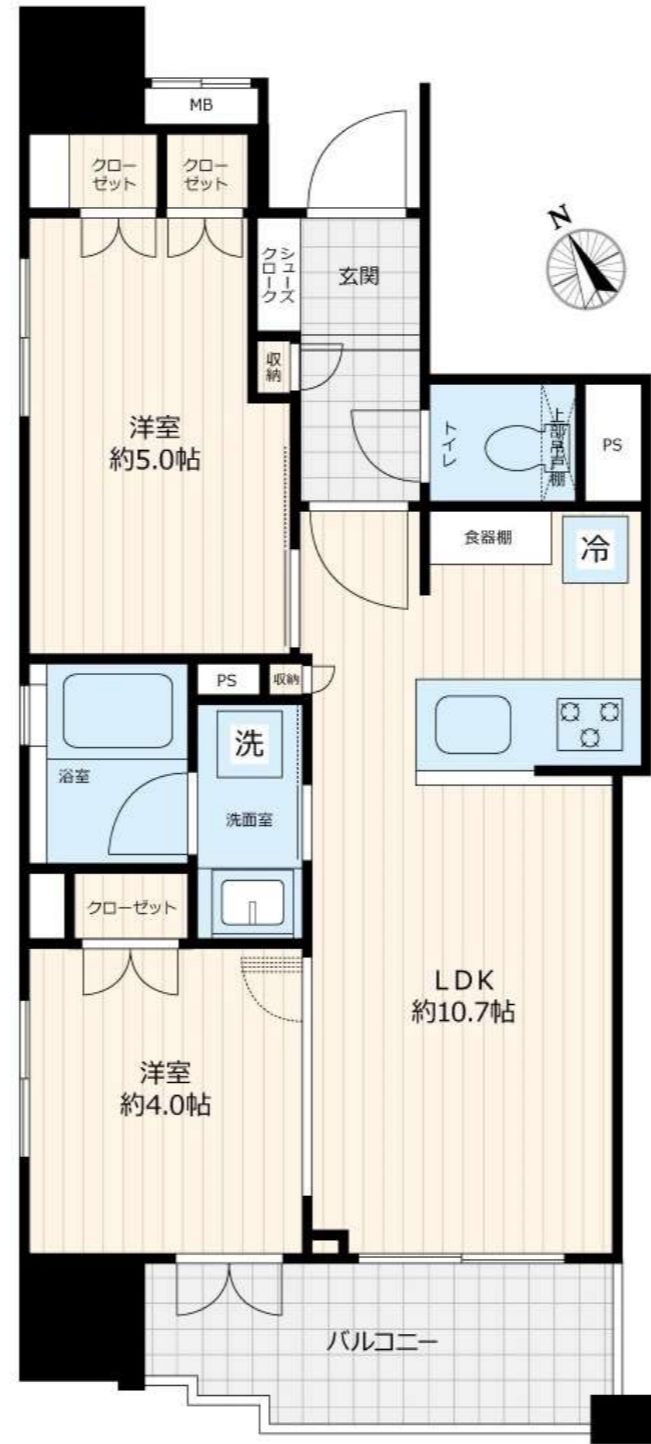 MB
クロー
ゼット
クロー
ゼット
N
シューズ
クローク
玄関
収納
洋室
約5.0帖
トイレ
上部吊戸棚
PS
食器棚
冷
PS
収納
洗
浴室
洗面室
クローゼット
LDK
約10.7帖
洋室
約4.0帖
バルコニー